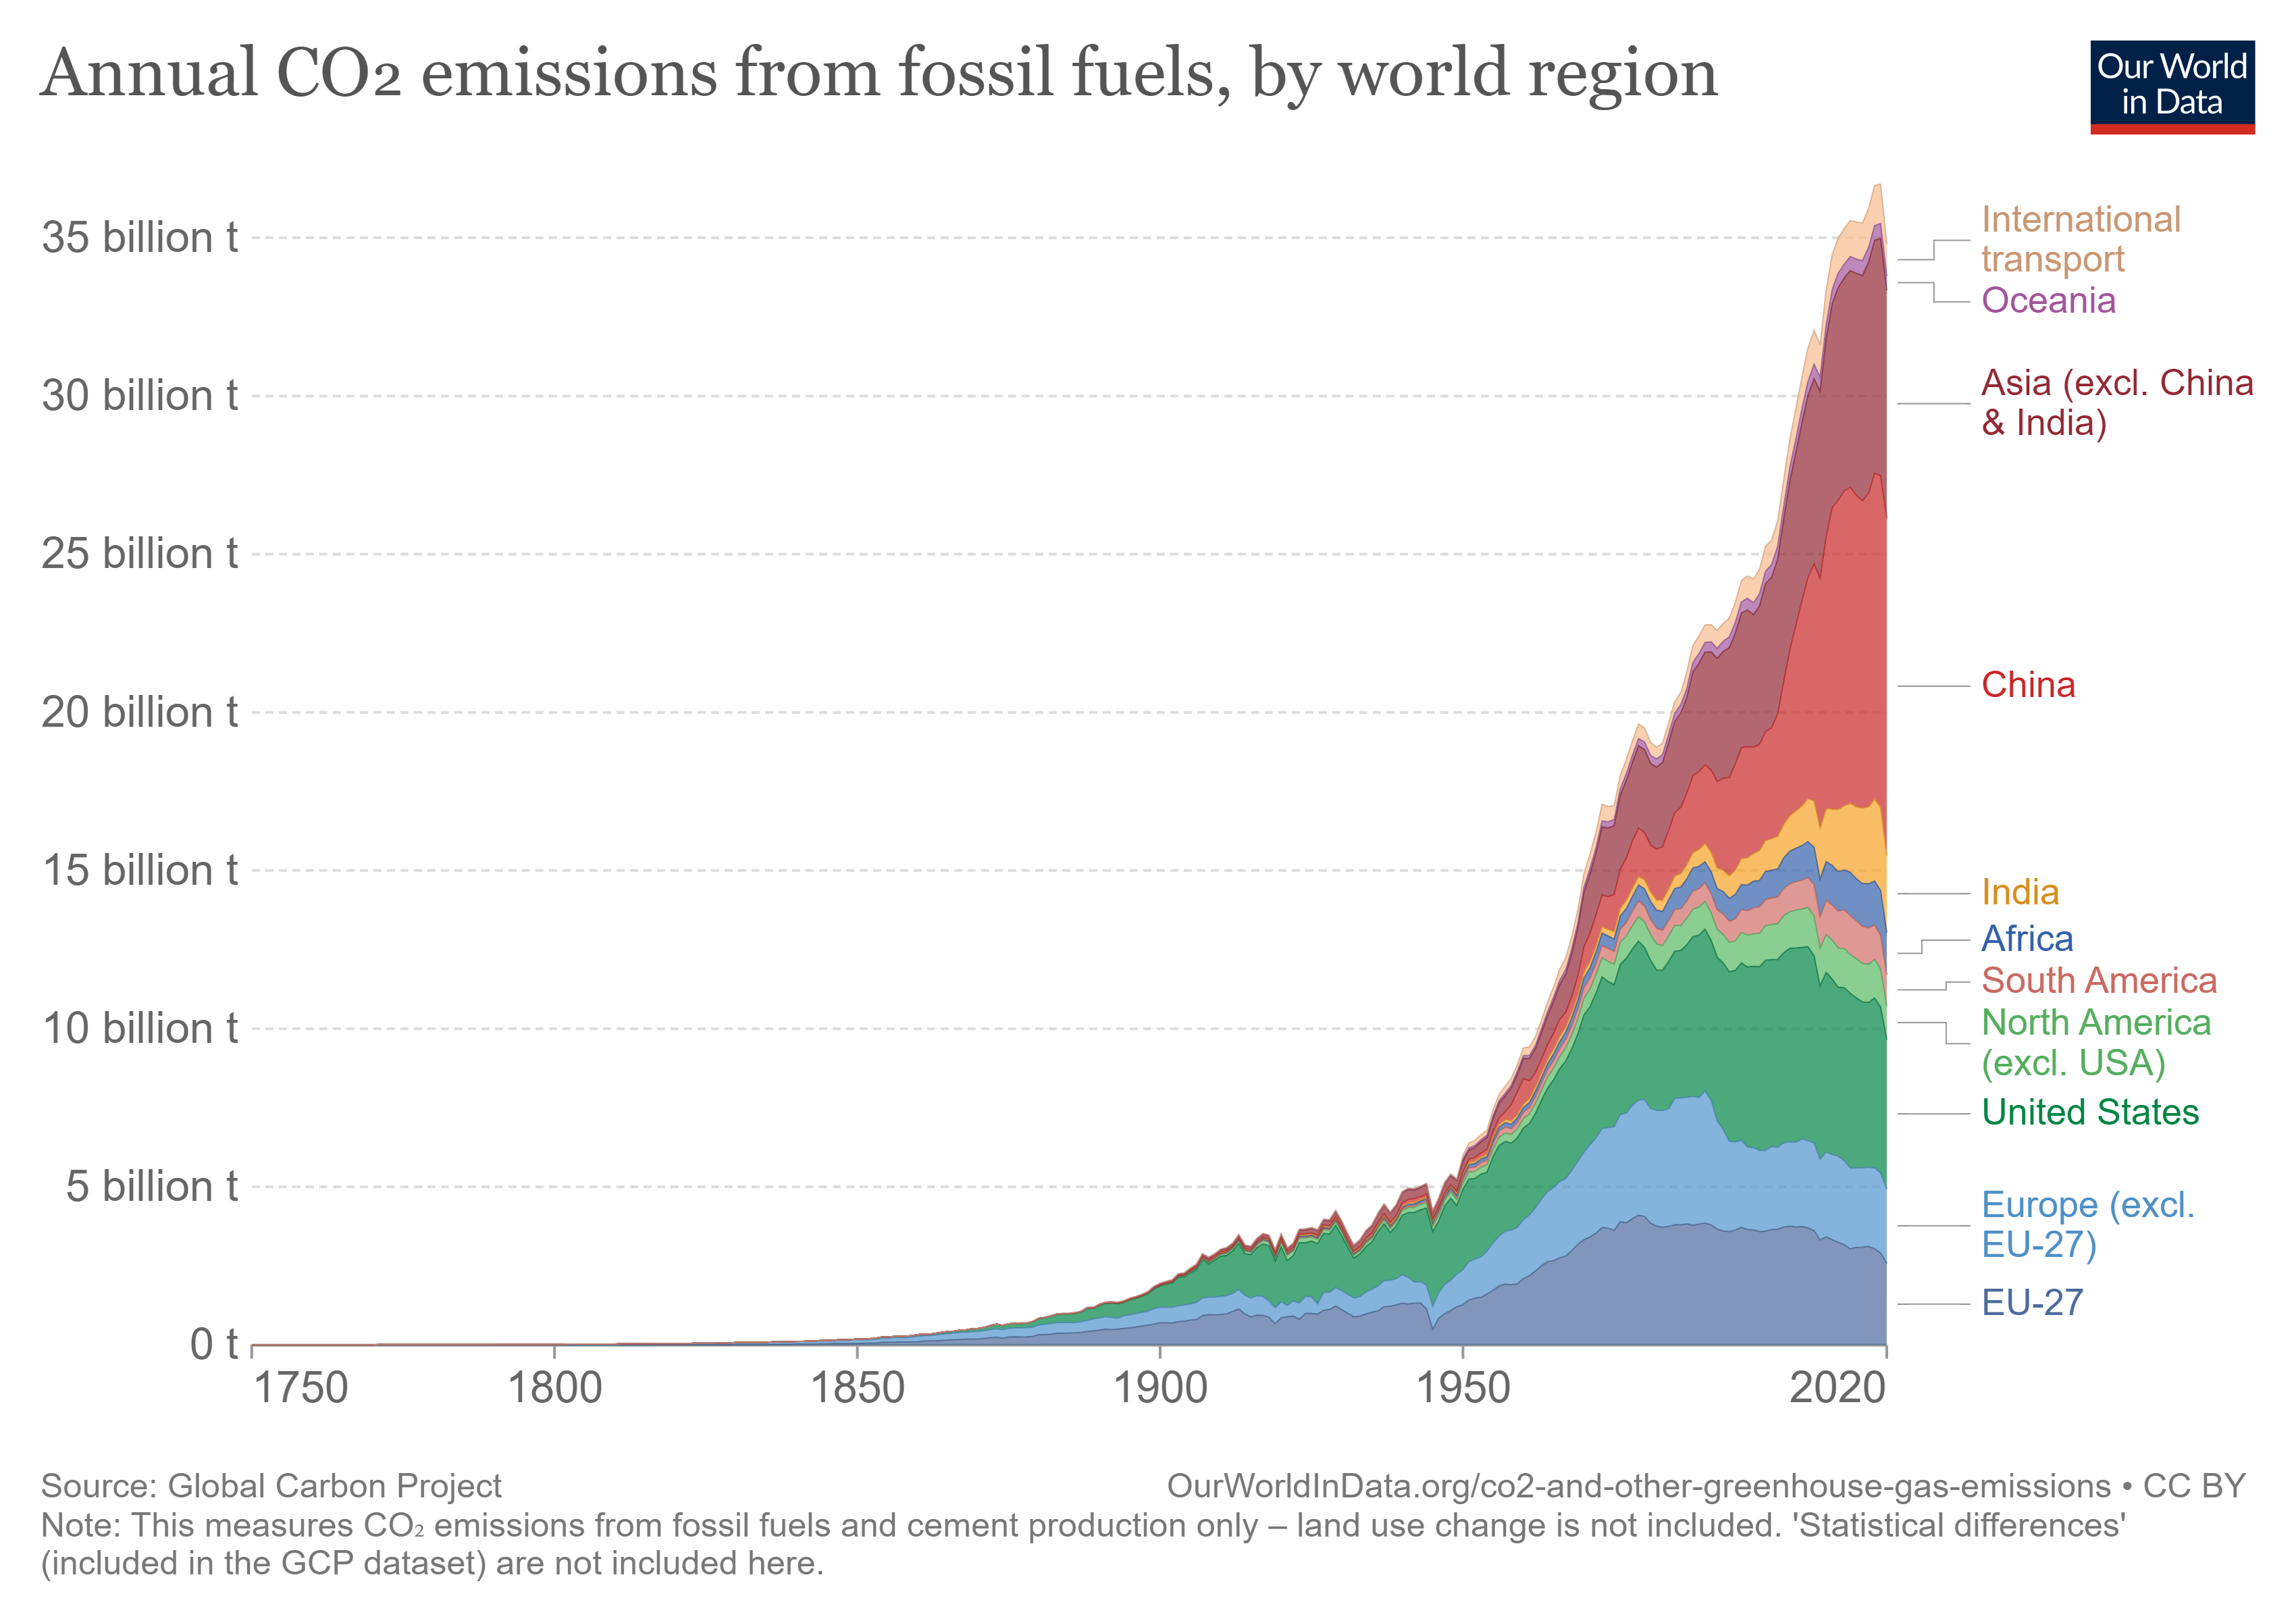 Annual CO₂ emissions from fossil fuels, by world region
Our World
in Data
35 billion t
30 billion t
25 billion t
20 billion t
15 billion t
10 billion t
5 billion t
0 t
1750
1800
1850
1900
1950
2020
International
transport
Oceania
Asia (excl. China
& India)
China
India
Africa
South America
North America
(excl. USA)
United States
Europe (excl.
EU-27)
EU-27
Source: Global Carbon Project
OurWorldInData.org/co2-and-other-greenhouse-gas-emissions • CC BY
Note: This measures CO₂ emissions from fossil fuels and cement production only – land use change is not included. 'Statistical differences'
(included in the GCP dataset) are not included here.